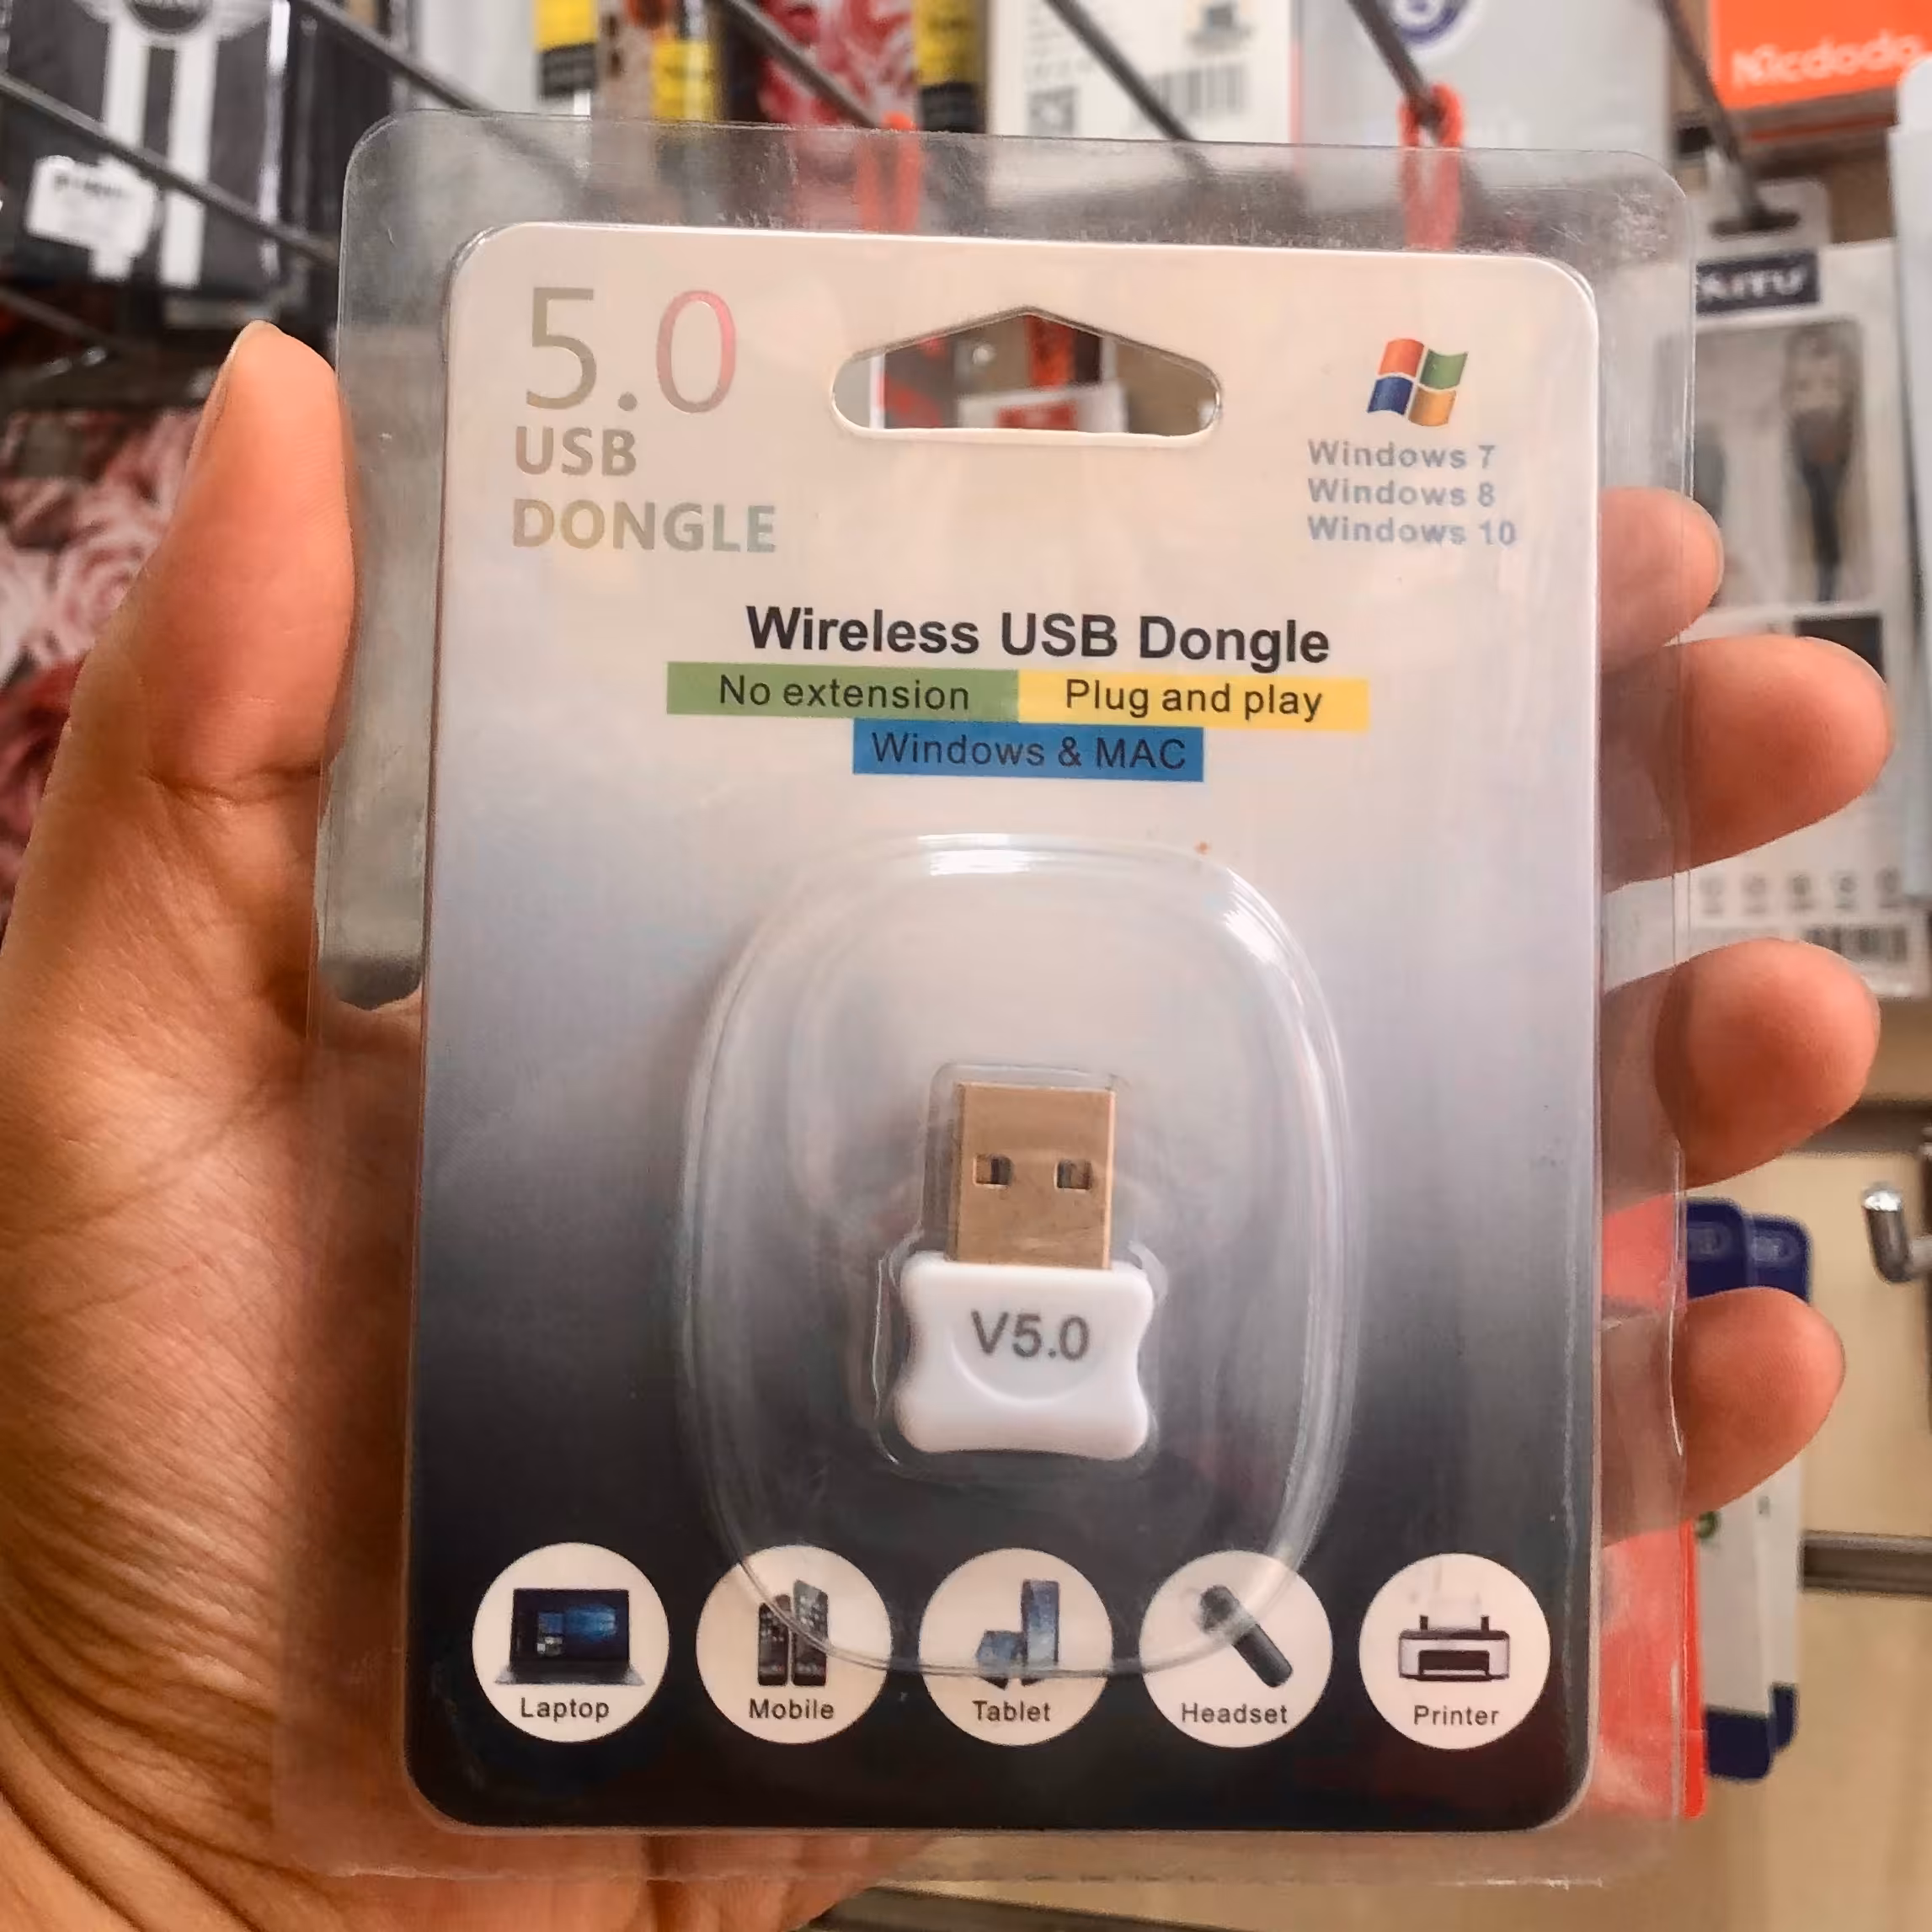 Nicdodo
5.0
USB
DONGLE
Windows 7
Windows 8
Windows 10
Wireless USB Dongle
No extension
Plug and play
Windows & MAC
V5.0
Laptop
Mobile
Tablet
Headset
Printer